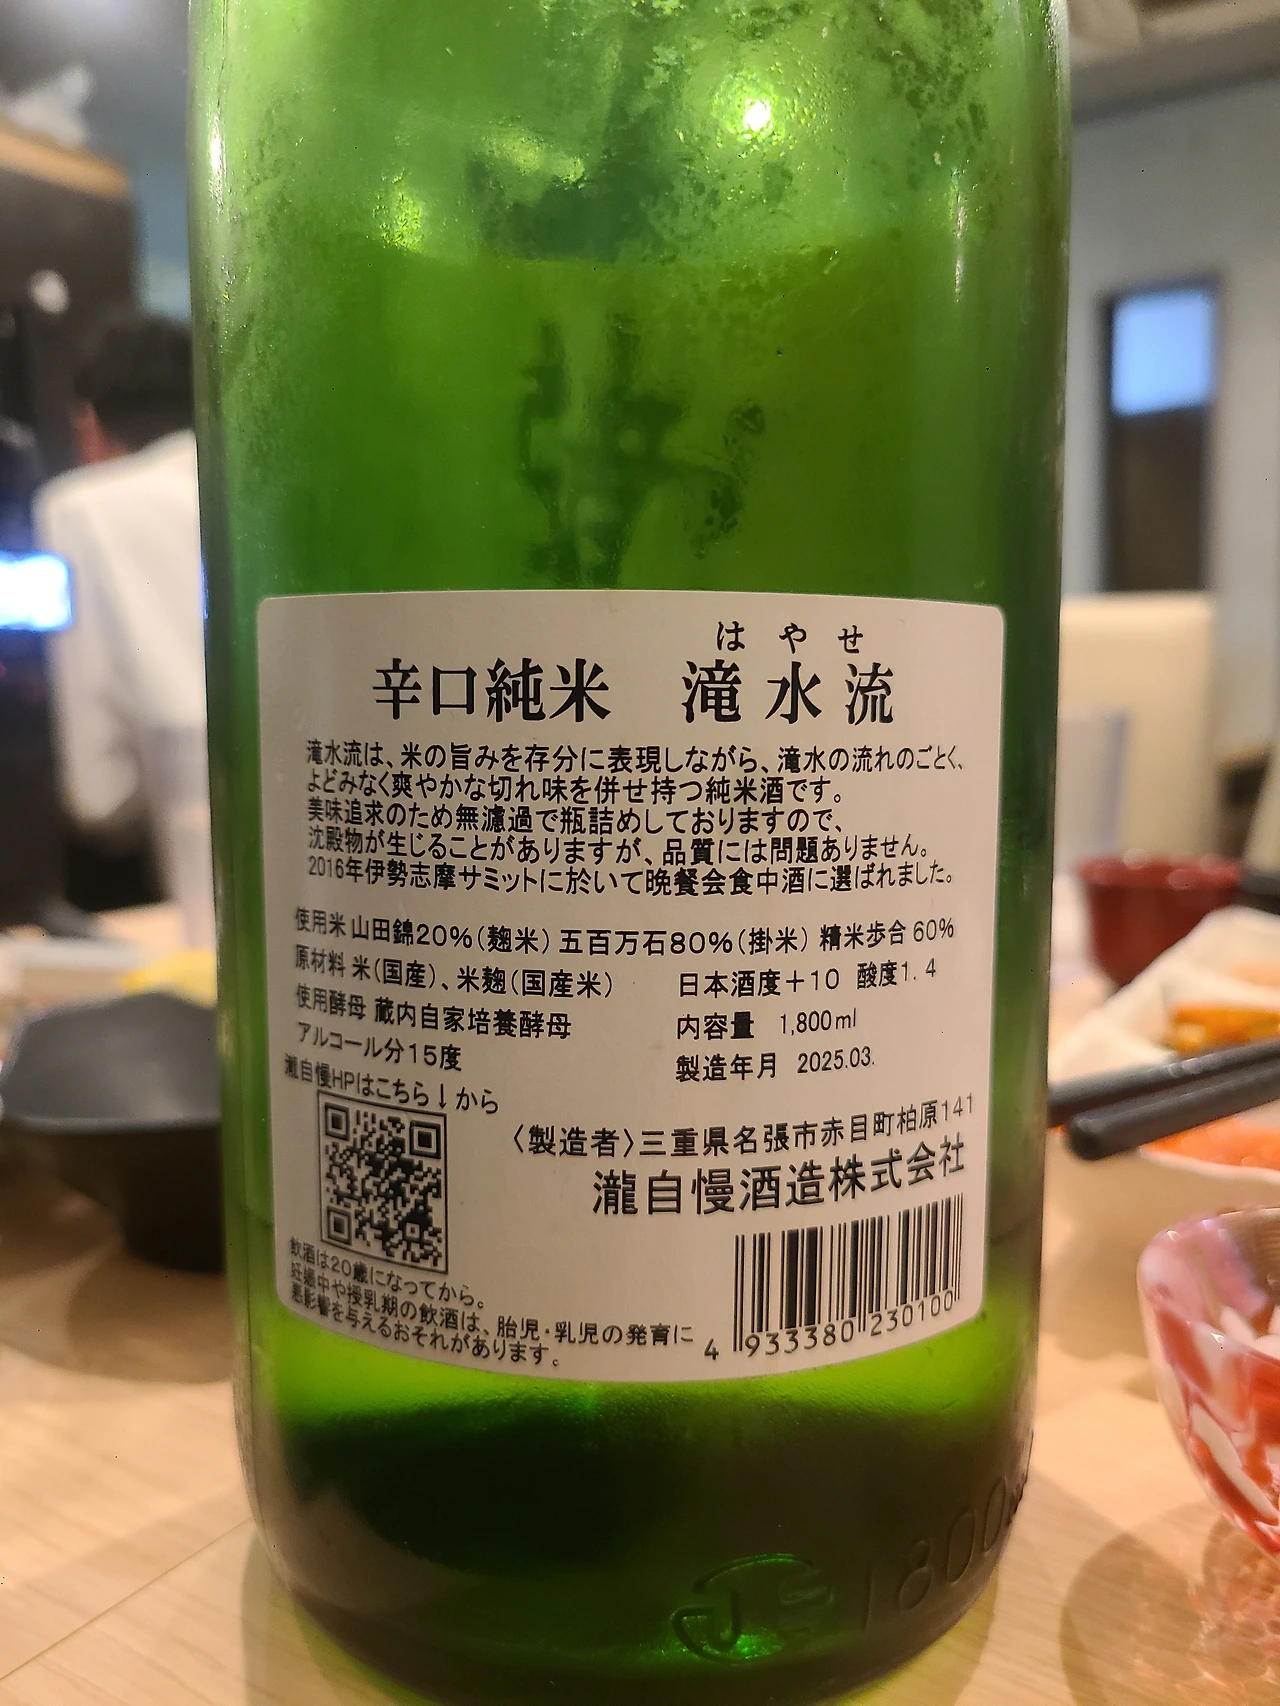 はやせ
辛口純米　滝水流
滝水流は、米の旨みを存分に表現しながら、滝水の流れのごとく、
よどみなく爽やかな切れ味を併せ持つ純米酒です。
美味追求のため無濾過で瓶詰めしておりますので、
沈殿物が生じることがありますが、品質には問題ありません。
2016年伊勢志摩サミットに於いて晩餐会食中酒に選ばれました。
使用米 山田錦20%（麹米） 五百万石80%（掛米） 精米歩合 60%
原材料 米（国産）、米麹（国産米）　日本酒度＋10　酸度1.4
使用酵母 蔵内自家培養酵母　内容量　1,800ml
アルコール分15度　製造年月　2025.03.
瀧自慢HPはこちら↓から
〈製造者〉三重県名張市赤目町柏原141
瀧自慢酒造株式会社
飲酒は20歳になってから。
妊娠中や授乳期の飲酒は、胎児・乳児の発育に
悪影響を与えるおそれがあります。
4 933380 230100
1800